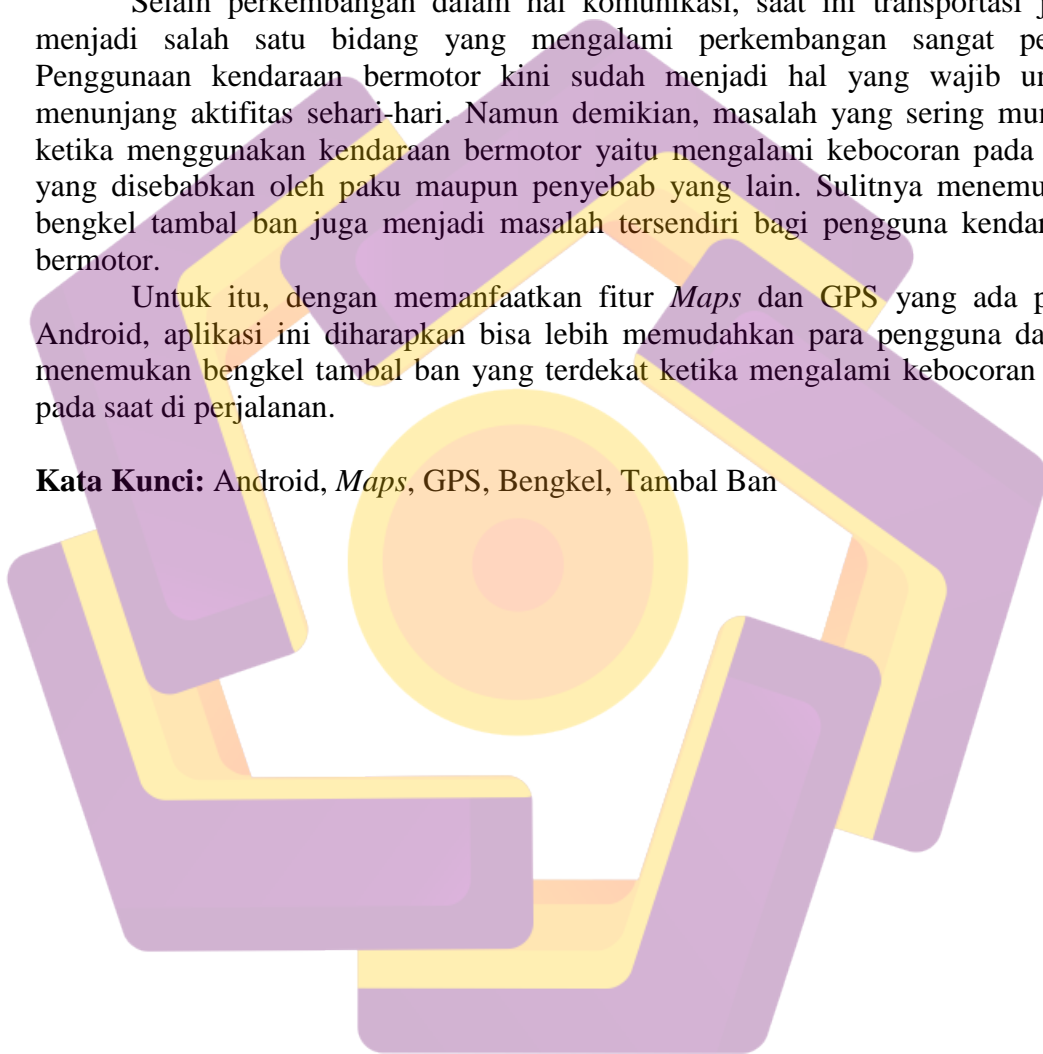 Selain perkembangan dalam hal komunikasi, saat ini transportasi
menjadi salah satu bidang yang mengalami perkembangan sangat
Penggunaan kendaraan bermotor kini sudah menjadi hal yang wajib
menunjang aktifitas sehari-hari. Namun demikian, masalah yang sering
ketika menggunakan kendaraan bermotor yaitu mengalami kebocoran pada
yang disebabkan oleh paku maupun penyebab yang lain. Sulitnya
bengkel tambal ban juga menjadi masalah tersendiri bagi pengguna
bermotor.
Untuk itu, dengan memanfaatkan fitur Maps dan GPS yang ada
Android, aplikasi ini diharapkan bisa lebih memudahkan para pengguna
menemukan bengkel tambal ban yang terdekat ketika mengalami kebocoran
pada saat di perjalanan.
Kata Kunci: Android, Maps, GPS, Bengkel, Tambal Ban